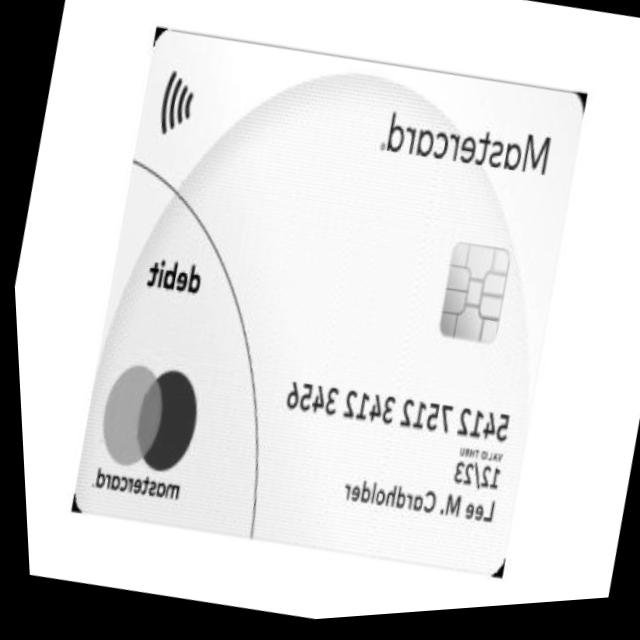 Mastercard.
debit
5412 7512 3412 3456
VALID THRU
12/23
Lee M. Cardholder
mastercard.